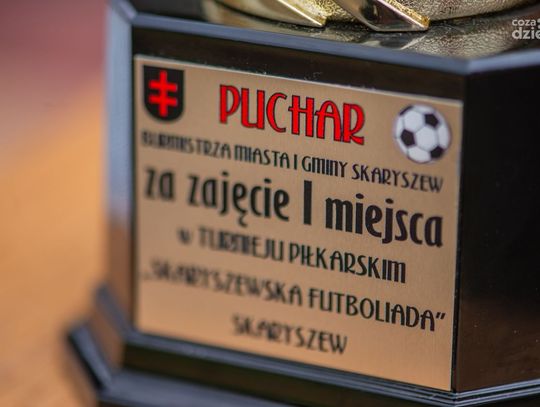 PUCHAR
BURMISTRZA MIASTA I GMINY SKARYSZEW
za zajęcie I miejsca
w TURNIEJU PIŁKARSKIM
„SKARYSZEWSKA FUTBOLIADA”
SKARYSZEW